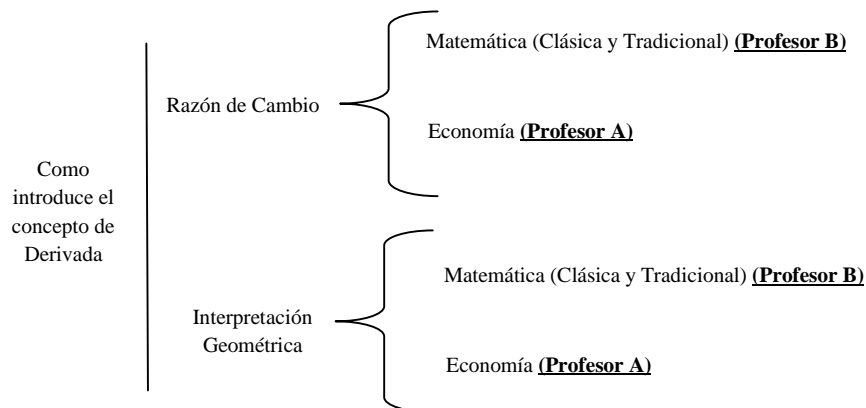 Como
introduce el
concepto de
Derivada
Razón de Cambio
Matemática (Clásica y Tradicional) (Profesor B)
Economía (Profesor A)
Interpretación
Geométrica
Matemática (Clásica y Tradicional) (Profesor B)
Economía (Profesor A)